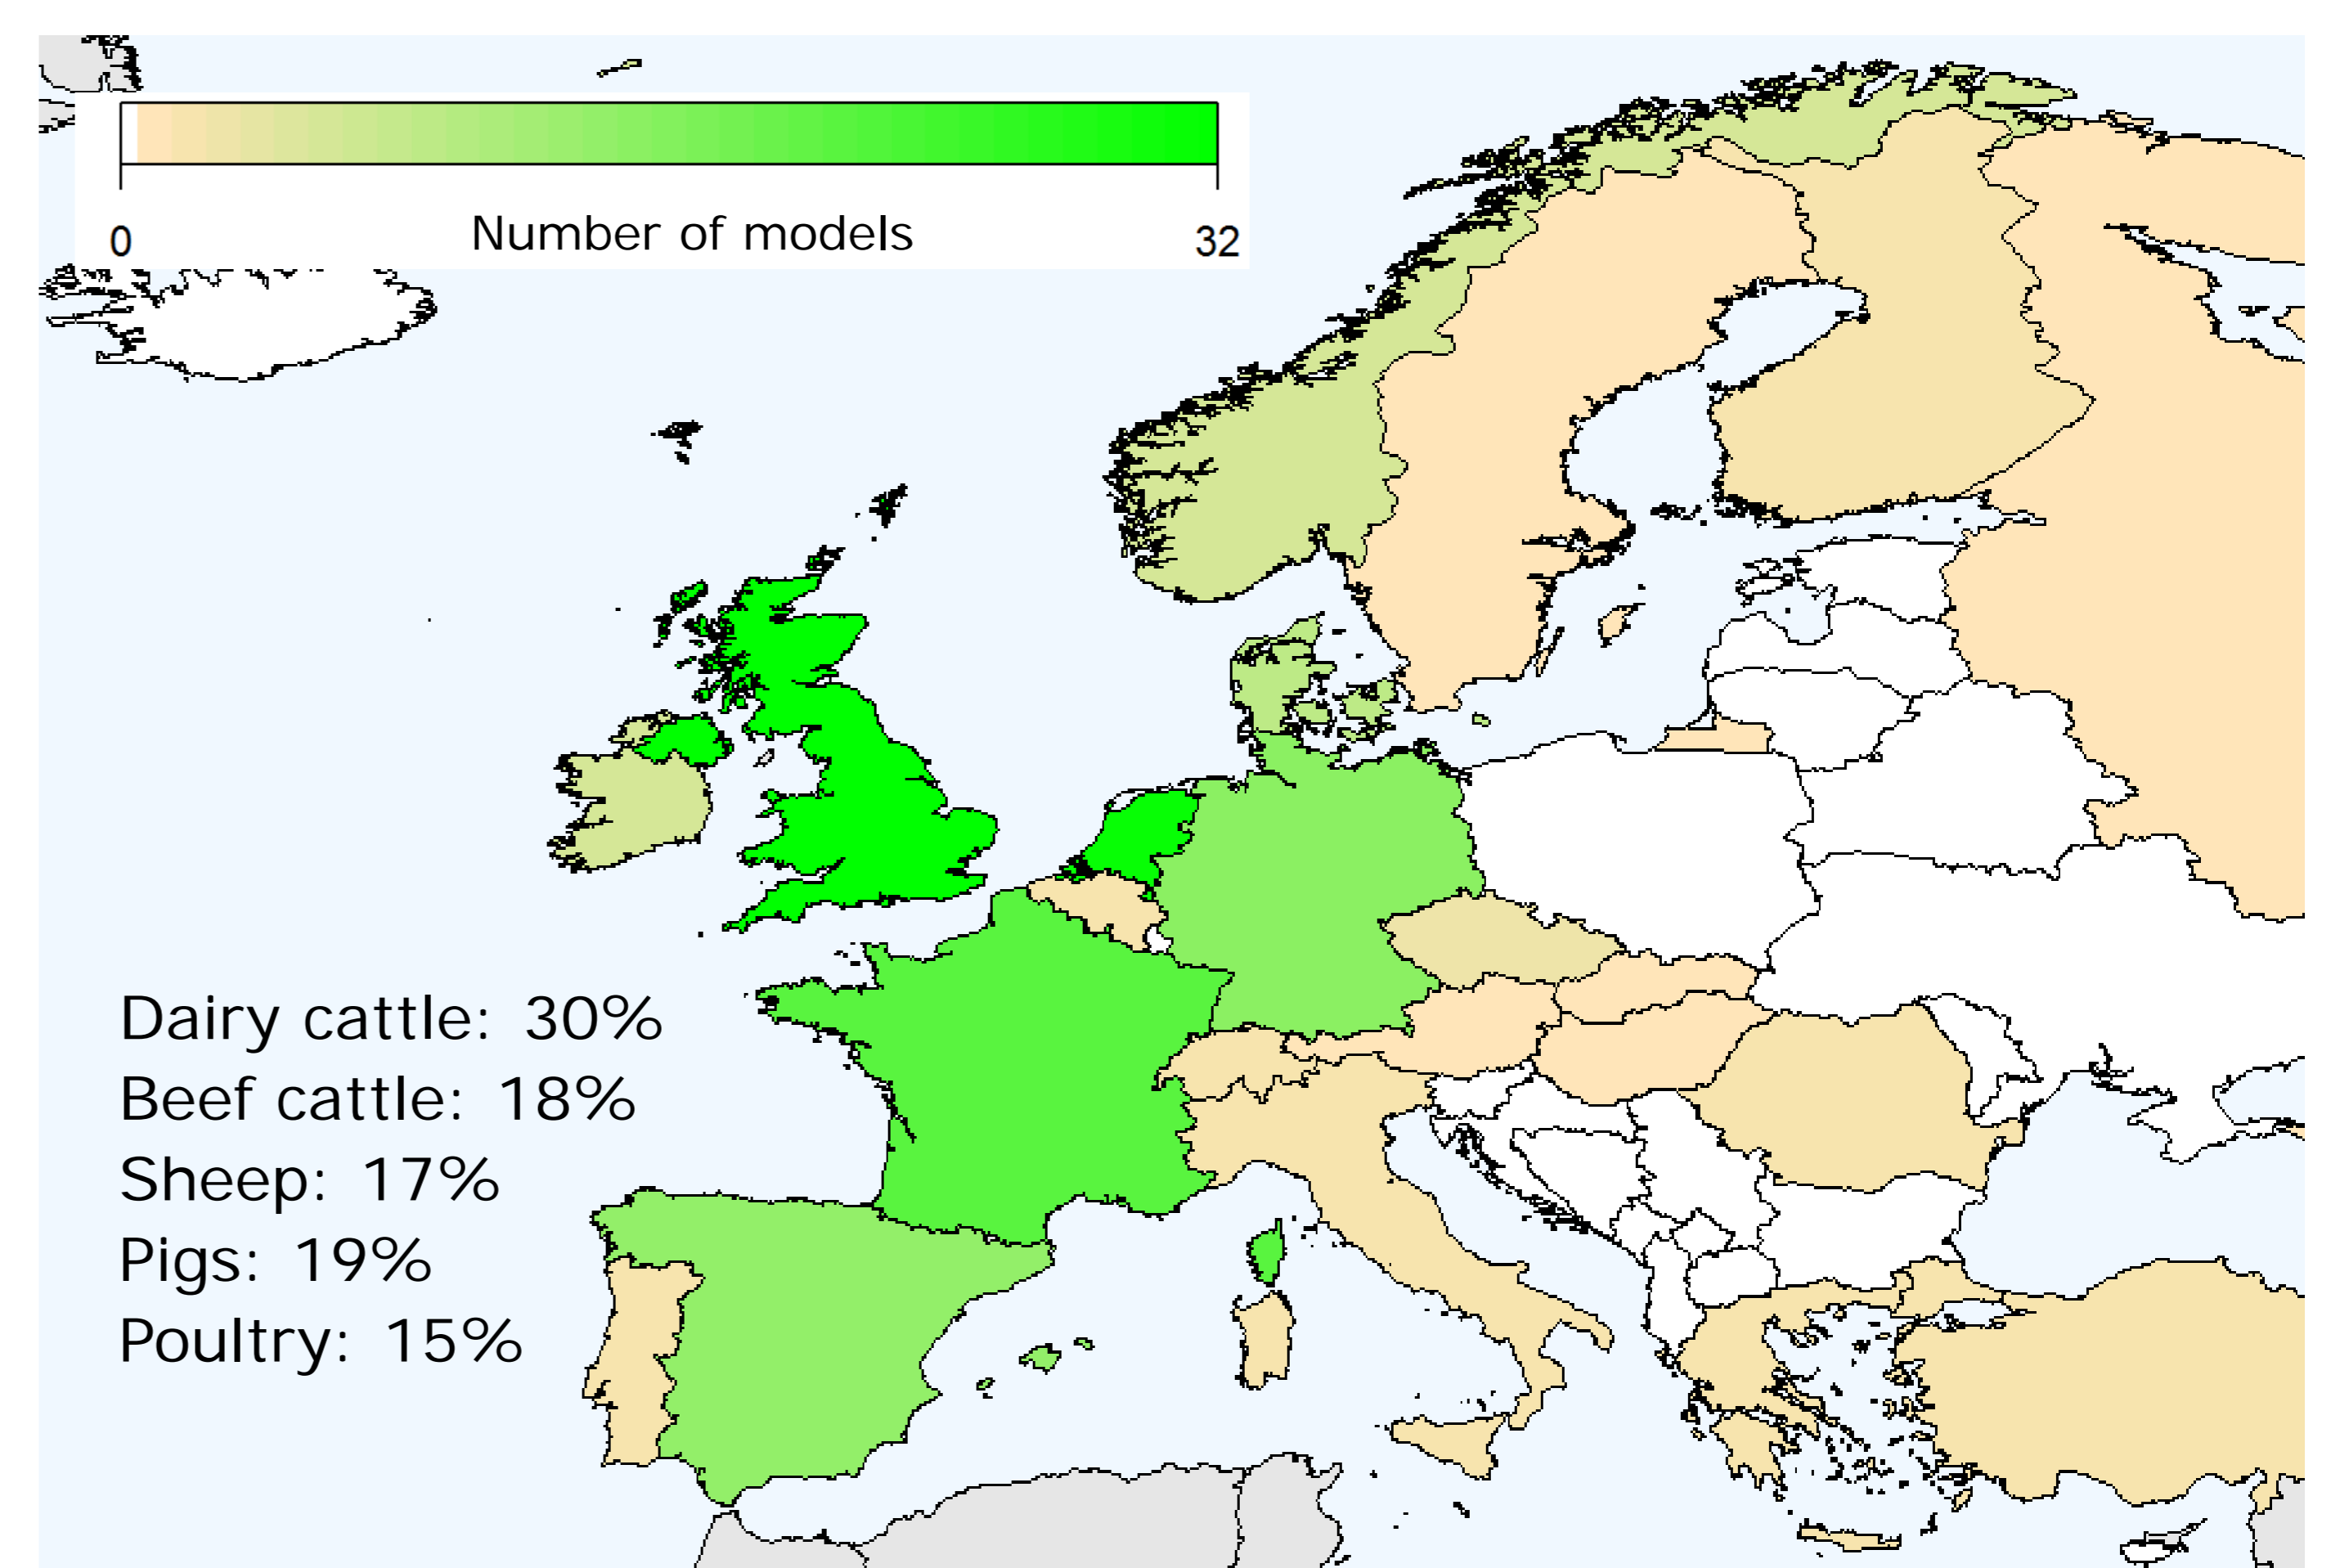 Number of models
0
32
Dairy cattle: 30%
Beef cattle: 18%
Sheep: 17%
Pigs: 19%
Poultry: 15%